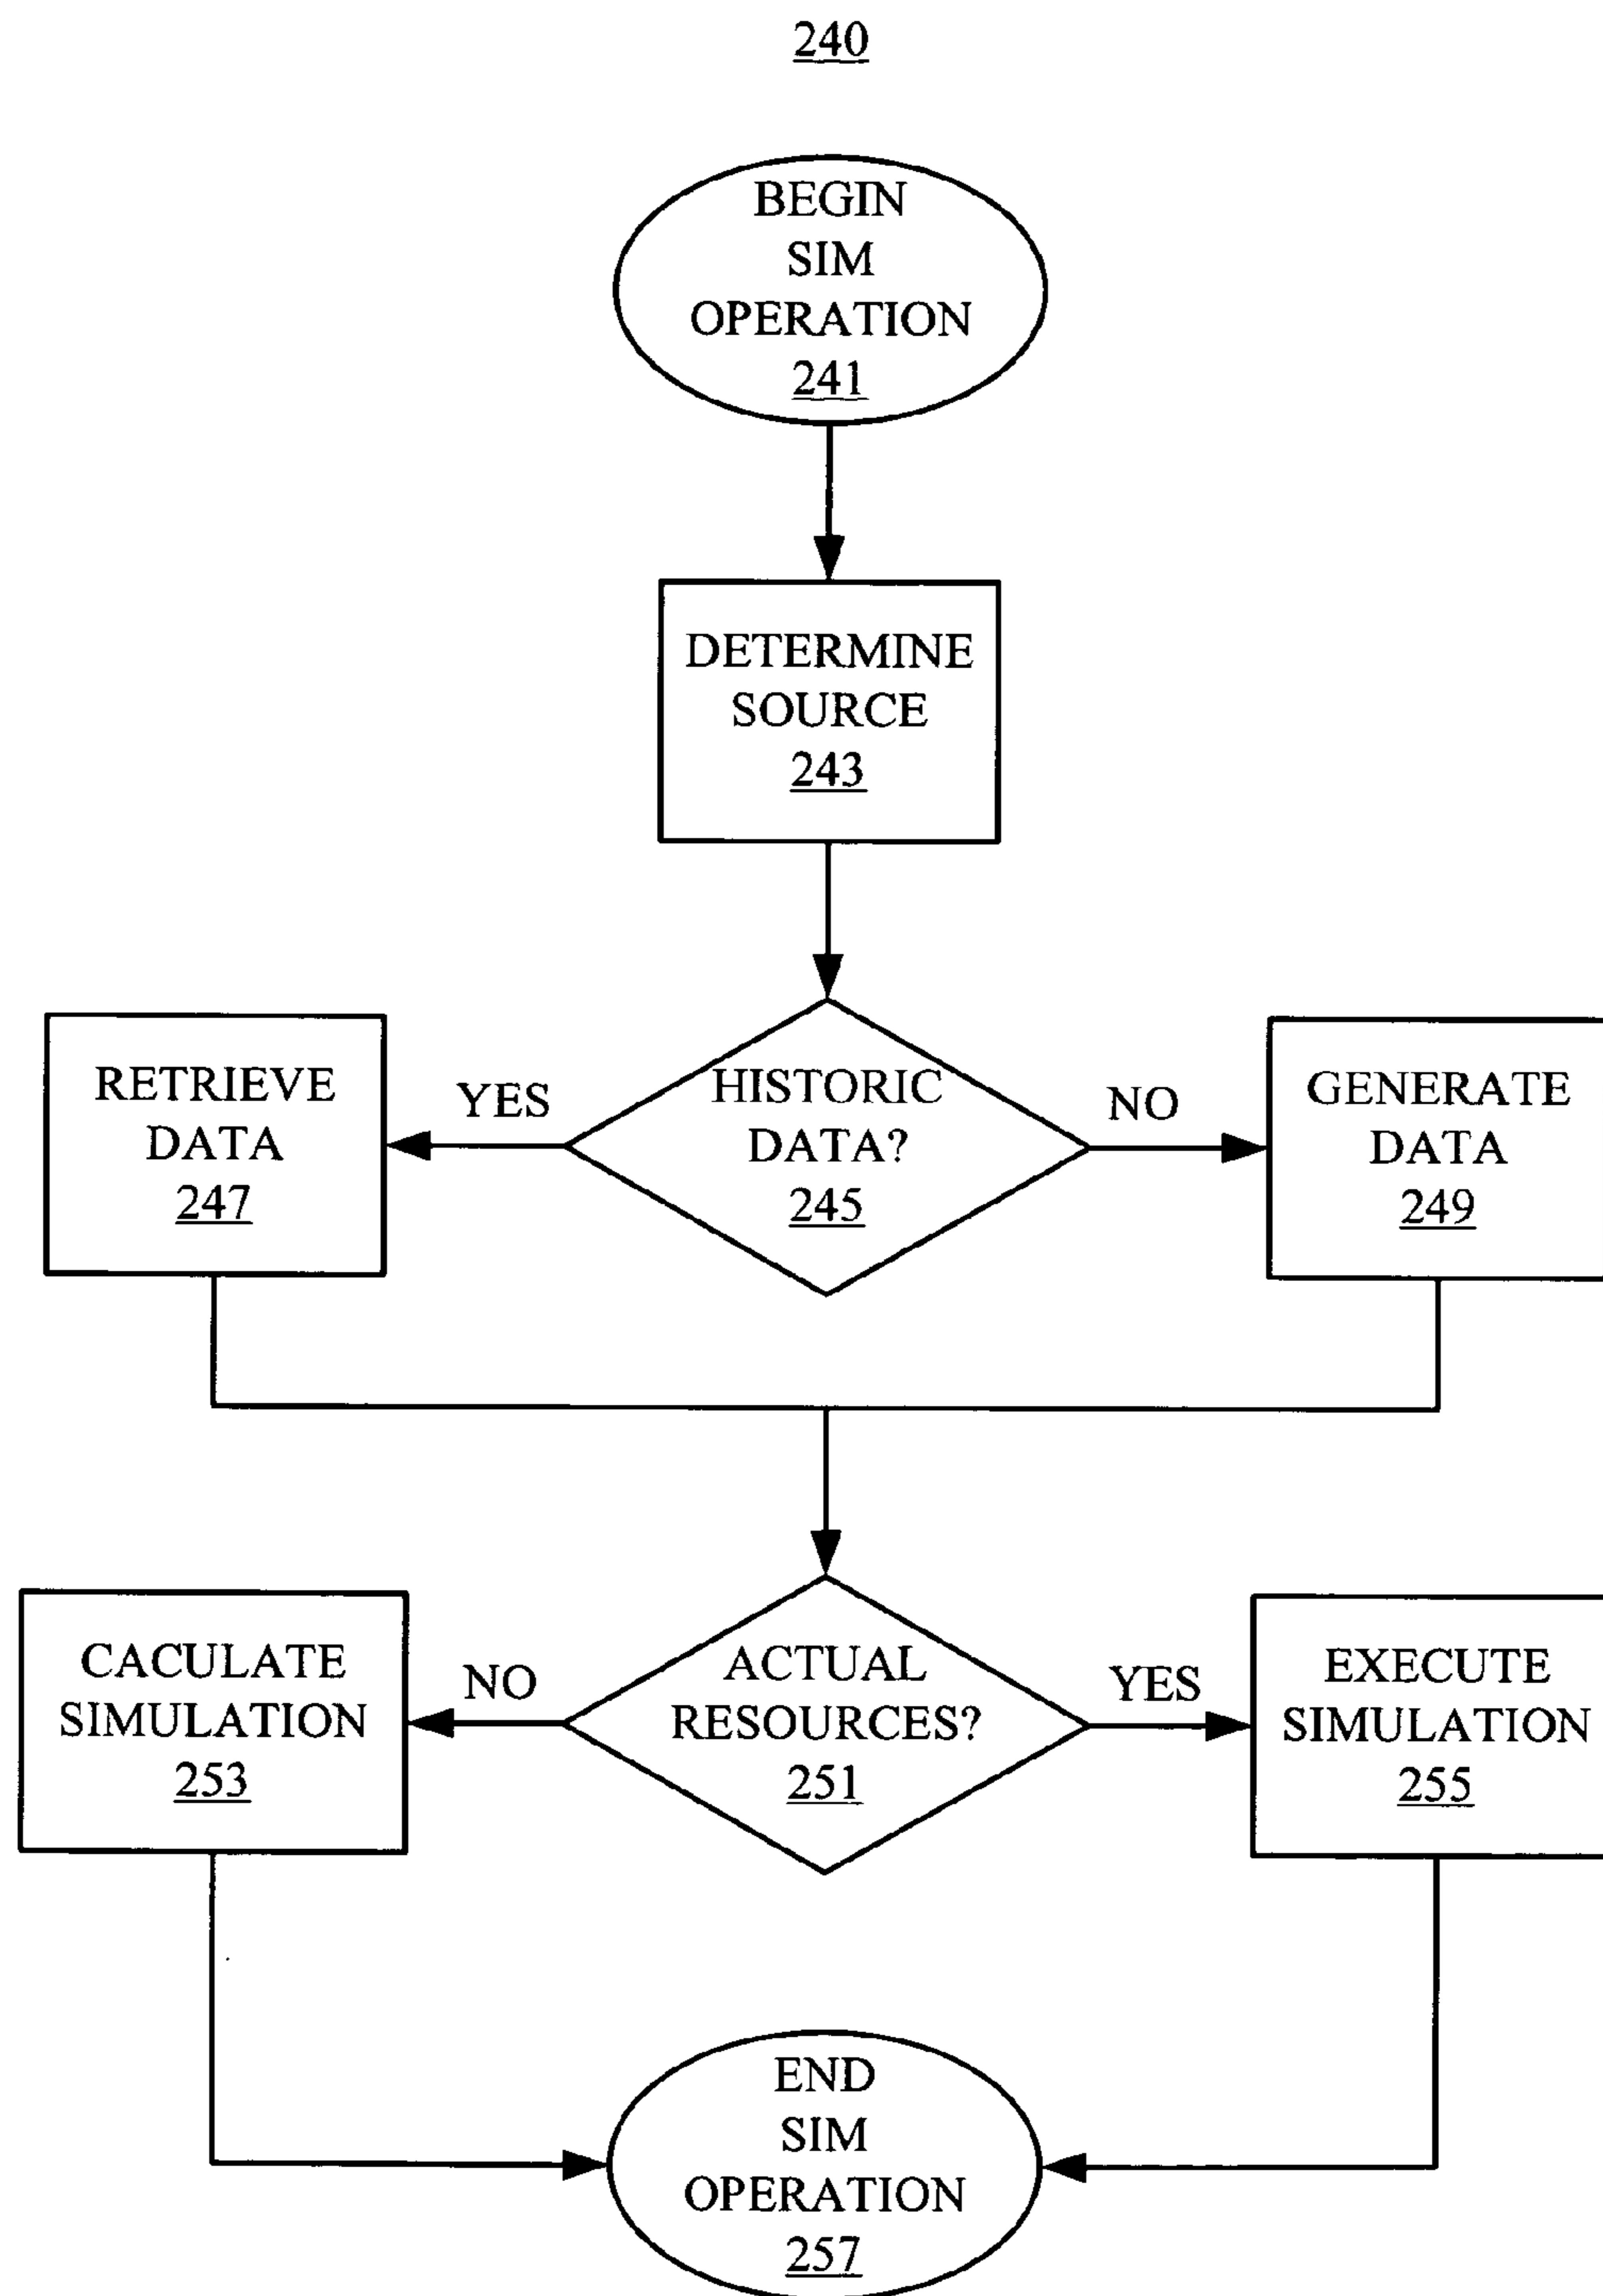 240
BEGIN
SIM
OPERATION
241
DETERMINE
SOURCE
243
RETRIEVE
DATA
247
YES
HISTORIC
DATA?
245
NO
GENERATE
DATA
249
CACULATE
SIMULATION
253
NO
ACTUAL
RESOURCES?
251
YES
EXECUTE
SIMULATION
255
END
SIM
OPERATION
257